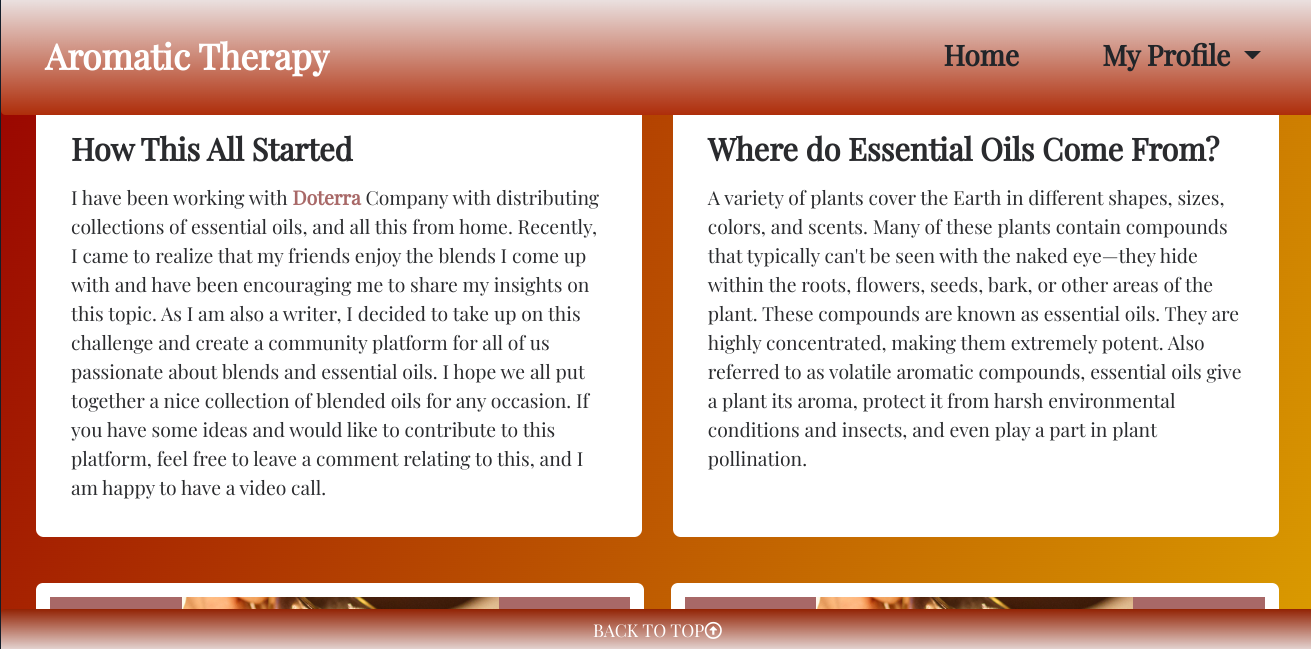 Aromatic Therapy
Home
My Profile
How This All Started
I have been working with Doterra Company with distributing
collections of essential oils, and all this from home. Recently,
I came to realize that my friends enjoy the blends I come up
with and have been encouraging me to share my insights on
this topic. As I am also a writer, I decided to take up on this
challenge and create a community platform for all of us
passionate about blends and essential oils. I hope we all put
together a nice collection of blended oils for any occasion. If
you have some ideas and would like to contribute to this
platform, feel free to leave a comment relating to this, and I
am happy to have a video call.
Where do Essential Oils Come From?
A variety of plants cover the Earth in different shapes, sizes,
colors, and scents. Many of these plants contain compounds
that typically can't be seen with the naked eye—they hide
within the roots, flowers, seeds, bark, or other areas of the
plant. These compounds are known as essential oils. They are
highly concentrated, making them extremely potent. Also
referred to as volatile aromatic compounds, essential oils give
a plant its aroma, protect it from harsh environmental
conditions and insects, and even play a part in plant
pollination.
BACK TO TOP